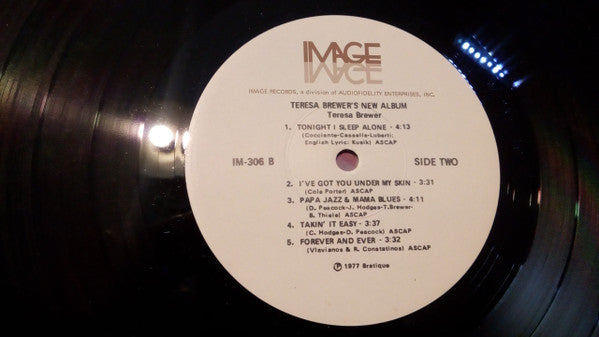 IMAGE
IMAGE RECORDS, a division of AUDIOFIDELITY ENTERPRISES, INC.
TERESA BREWER'S NEW ALBUM
Teresa Brewer
1. TONIGHT I SLEEP ALONE - 4:13
(Cocciante-Cassella-Luberti;
English Lyric: Kusik) ASCAP
IM-306 B
SIDE TWO
2. I'VE GOT YOU UNDER MY SKIN - 3:31
(Cole Porter) ASCAP
3. PAPA JAZZ & MAMA BLUES - 4:11
(D. Peacock-J. Hodges-T.Brewer-
B. Thiele) ASCAP
4. TAKIN' IT EASY - 3:37
(C. Hodges-D. Peacock) ASCAP
5. FOREVER AND EVER - 3:32
(Vlavianos & R. Constatinos) ASCAP
℗ 1977 Bratique